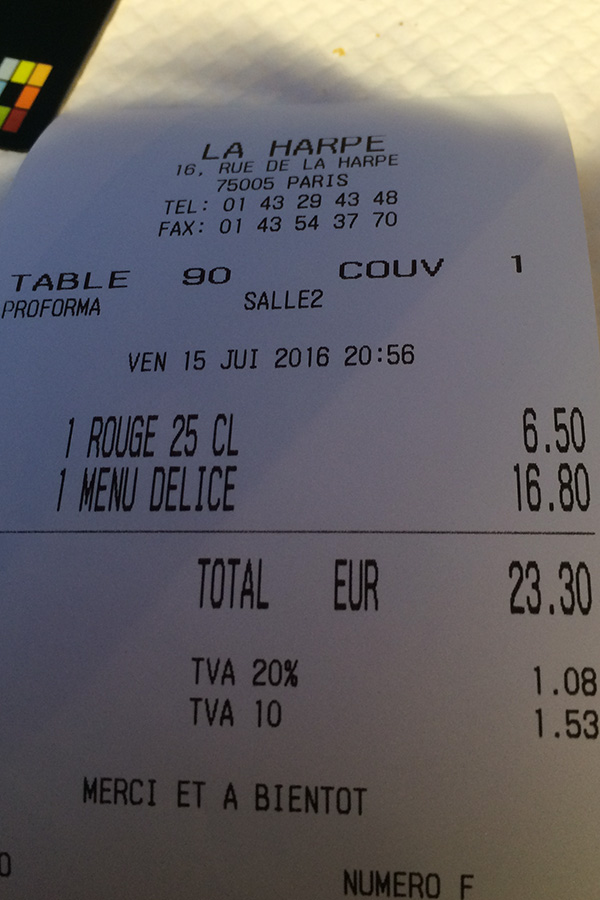 LA HARPE
16, RUE DE LA HARPE
75005 PARIS
TEL: 01 43 29 43 48
FAX: 01 43 54 37 70
TABLE 90 COUV 1
PROFORMA SALLE2
VEN 15 JUI 2016 20:56
1 ROUGE 25 CL 6.50
1 MENU DELICE 16.80
TOTAL EUR 23.30
TVA 20% 1.08
TVA 10 1.53
MERCI ET A BIENTOT
NUMERO F